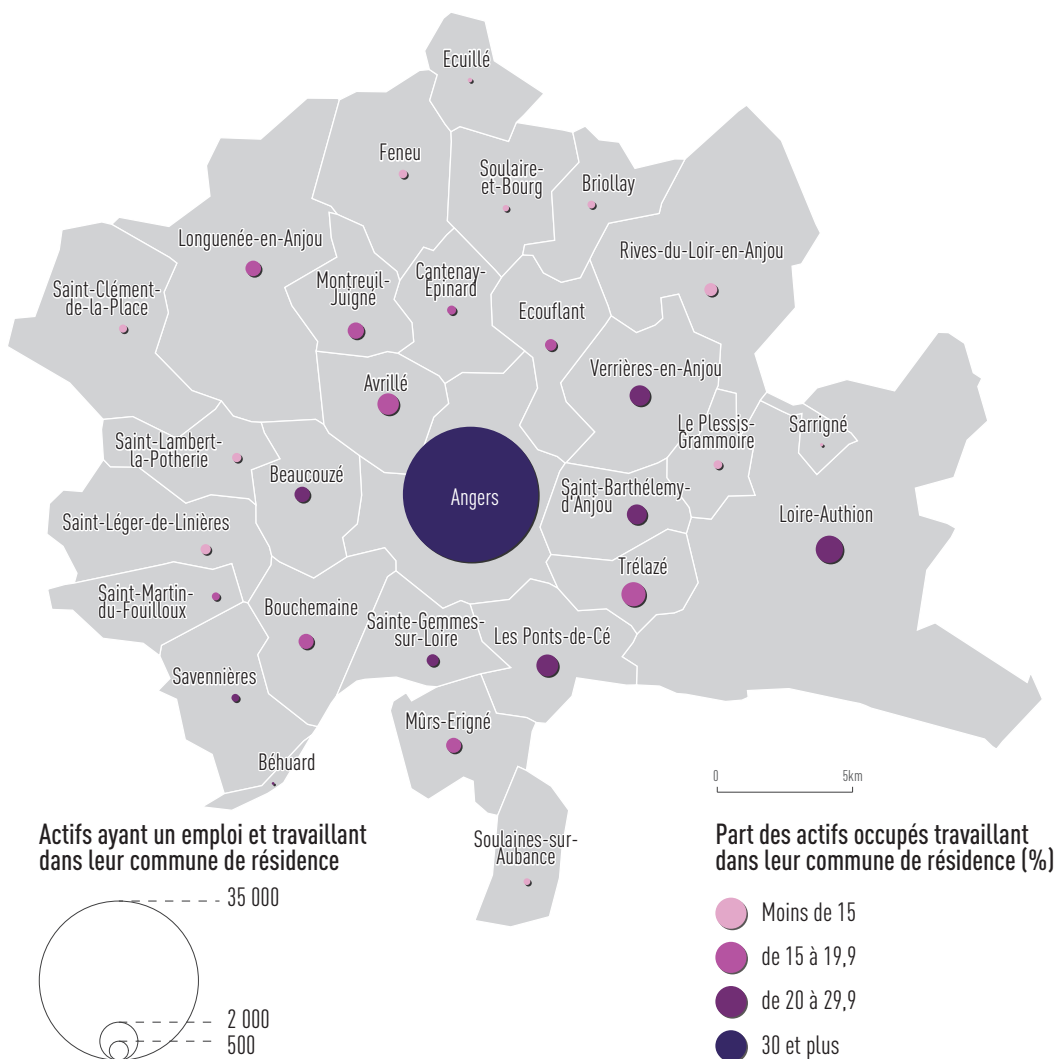 Ecuillé
Feneu
Soulaire-
et-Bourg
Briollay
Longuenée-en-Anjou
Rives-du-Loir-en-Anjou
Saint-Clément-
de-la-Place
Montreuil-
Juigné
Cantenay-
Epinard
Ecouflant
Avrillé
Verrières-en-Anjou
Le Plessis-
Grammoire
Sarrigné
Saint-Lambert-
la-Potherie
Beaucouzé
Angers
Saint-Barthélemy-
d'Anjou
Loire-Authion
Saint-Léger-de-Linières
Trélazé
Saint-Martin-
du-Fouilloux
Bouchemaine
Sainte-Gemmes-
sur-Loire
Les Ponts-de-Cé
Savennières
Mûrs-Erigné
Béhuard
Soulaines-sur-
Aubance
0 5km
Actifs ayant un emploi et travaillant
dans leur commune de résidence
35 000
2 000
500
Part des actifs occupés travaillant
dans leur commune de résidence (%)
Moins de 15
de 15 à 19,9
de 20 à 29,9
30 et plus